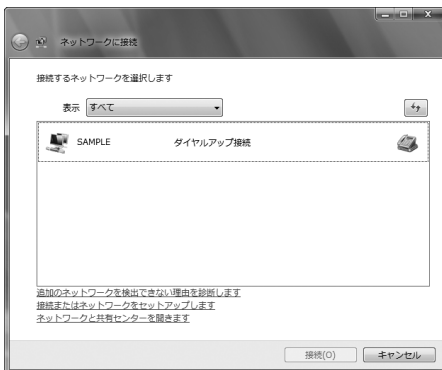 ネットワークに接続
接続するネットワークを選択します
表示 すべて
SAMPLE ダイヤルアップ接続
追加のネットワークを検出できない理由を診断します
接続またはネットワークをセットアップします
ネットワークと共有センターを開きます
接続(O) キャンセル